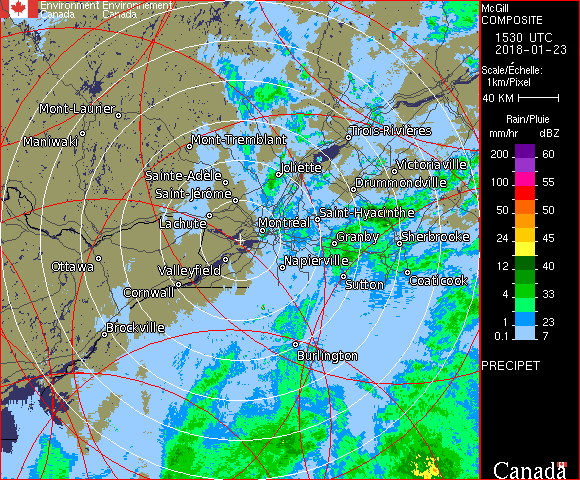 Environment Environnement
Canada Canada
McGill
COMPOSITE
1530 UTC
2018-01-23
Scale/Échelle:
1km/Pixel
40 KM
Rain/Pluie
mm/hr dBZ
200 60
100 55
50 50
24 45
12 40
4 33
1 23
0.1 7
PRECIPET
Canada
Mont-Laurier
Maniwaki
Mont-Tremblant
Trois-Rivières
Joliette
Victoriaville
Sainte-Adèle
Drummondville
Saint-Jérôme
Saint-Hyacinthe
Lachute
Montréal
Granby
Sherbrooke
Ottawa
Valleyfield
Napierville
Cornwall
Sutton
Coaticook
Brockville
Burlington